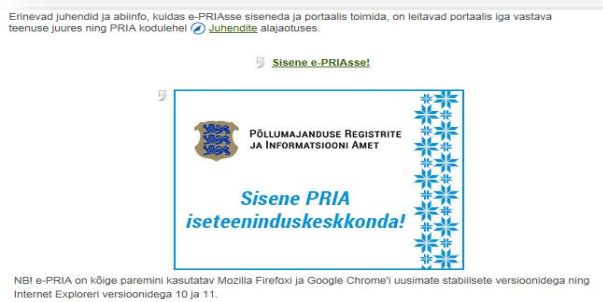 Erinevad juhendid ja abiinfo, kuidas e-PRIAsse siseneda ja portaalis toimida, on leitavad portaalis iga vastava
teenuse juures ning PRIA kodulehel Juhendite alajaotuses.
Sisene e-PRIAsse!
PÕLLUMAJANDUSE REGISTRITE
JA INFORMATSIOONI AMET
Sisene PRIA
iseteeninduskeskkonda!
NB! e-PRIA on kõige paremini kasutatav Mozilla Firefoxi ja Google Chrome'i uusimate stabiilsete versioonidega ning
Internet Exploreri versioonidega 10 ja 11.